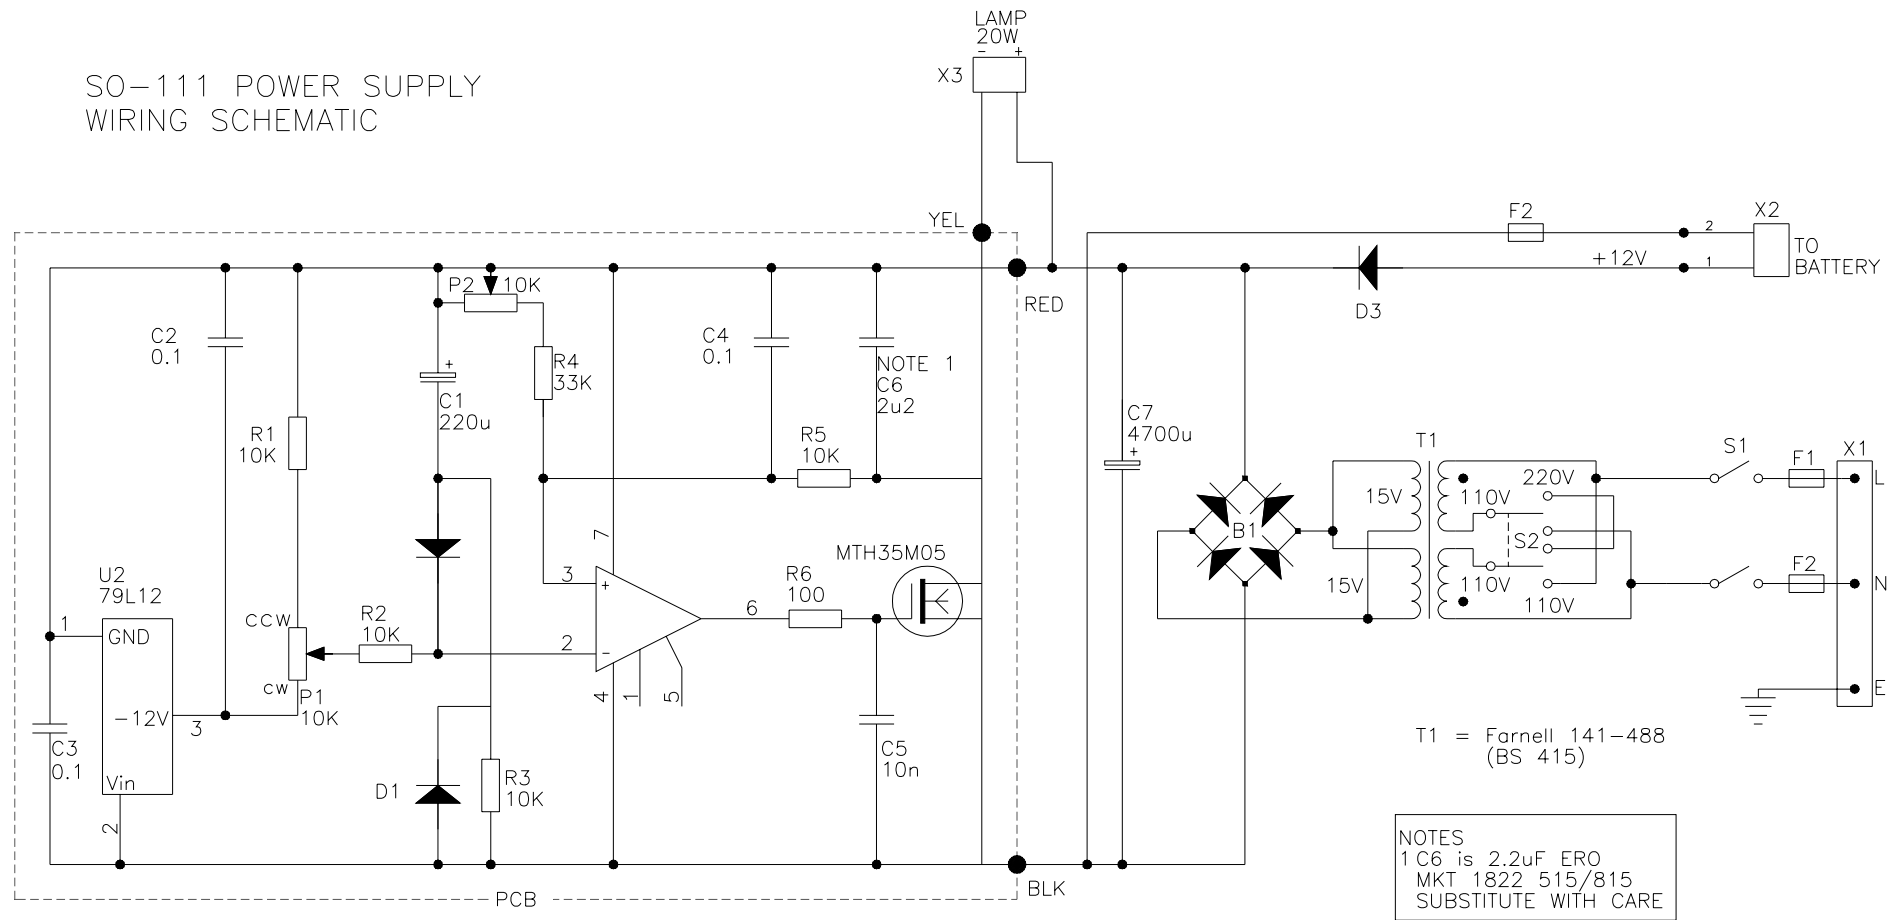 LAMP
20W
- +
X3
SO-111 POWER SUPPLY
WIRING SCHEMATIC
YEL
F2
X2
2
TO
BATTERY
+12V
1
P2
10K
RED
D3
C2
0.1
C4
0.1
R4
33K
NOTE 1
C6
2u2
+
C1
220u
C7
4700u
+
R1
10K
R5
10K
T1
S1
F1
X1
220V
L
15V
110V
B1
S2
7
MTH35M05
U2
79L12
3
+
R6
100
15V
110V
110V
F2
N
1
GND
CCW
R2
10K
6
2
-
CW
P1
10K
4
1
5
E
-12V
3
C3
0.1
C5
10n
T1 = Farnell 141-488
(BS 415)
Vin
D1
R3
10K
2
NOTES
1 C6 is 2.2uF ERO
MKT 1822 515/815
SUBSTITUTE WITH CARE
BLK
PCB